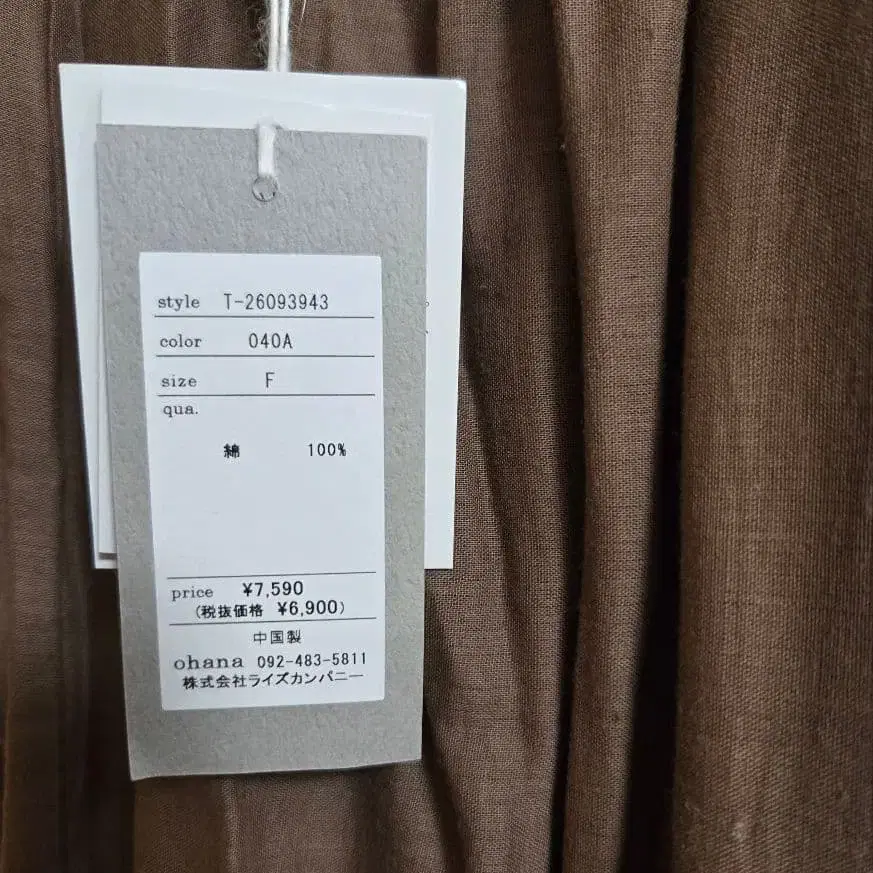 style T-26093943
color 040A
size F
qua.
綿 100%
price ¥7,590
(税抜価格 ¥6,900)
中国製
ohana 092-483-5811
株式会社ライズカンパニー